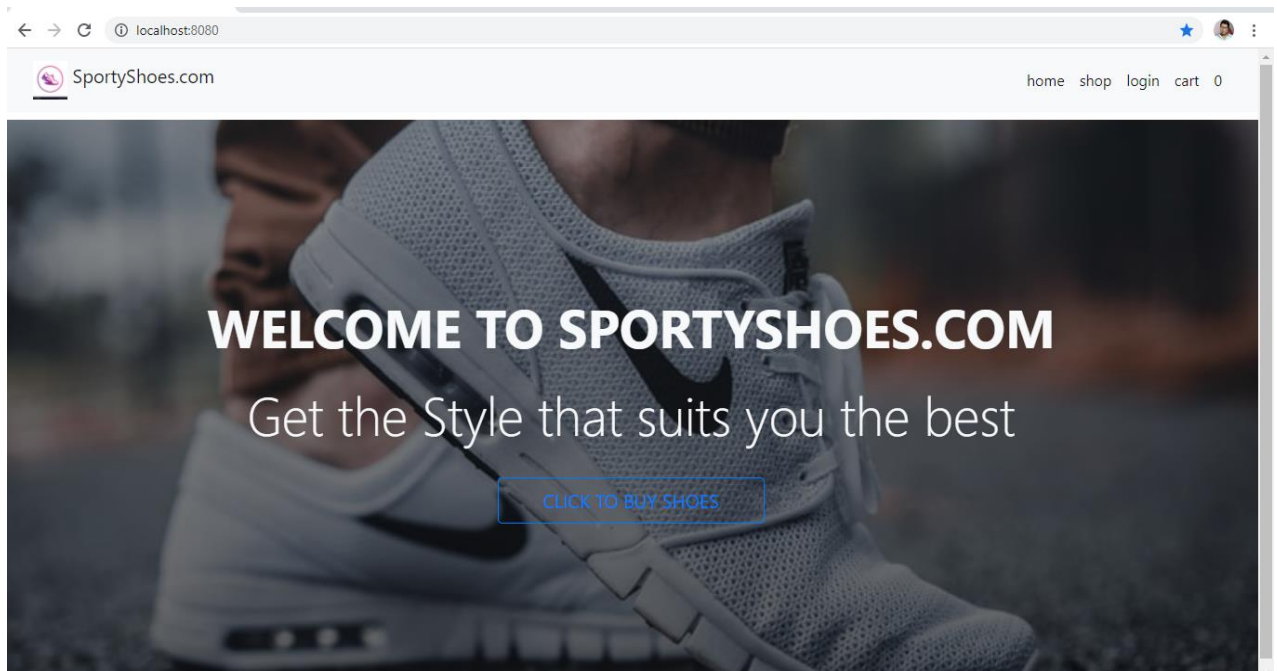 localhost:8080
SportyShoes.com
home shop login cart 0
WELCOME TO SPORTYSHOES.COM
Get the Style that suits you the best
CLICK TO BUY SHOES